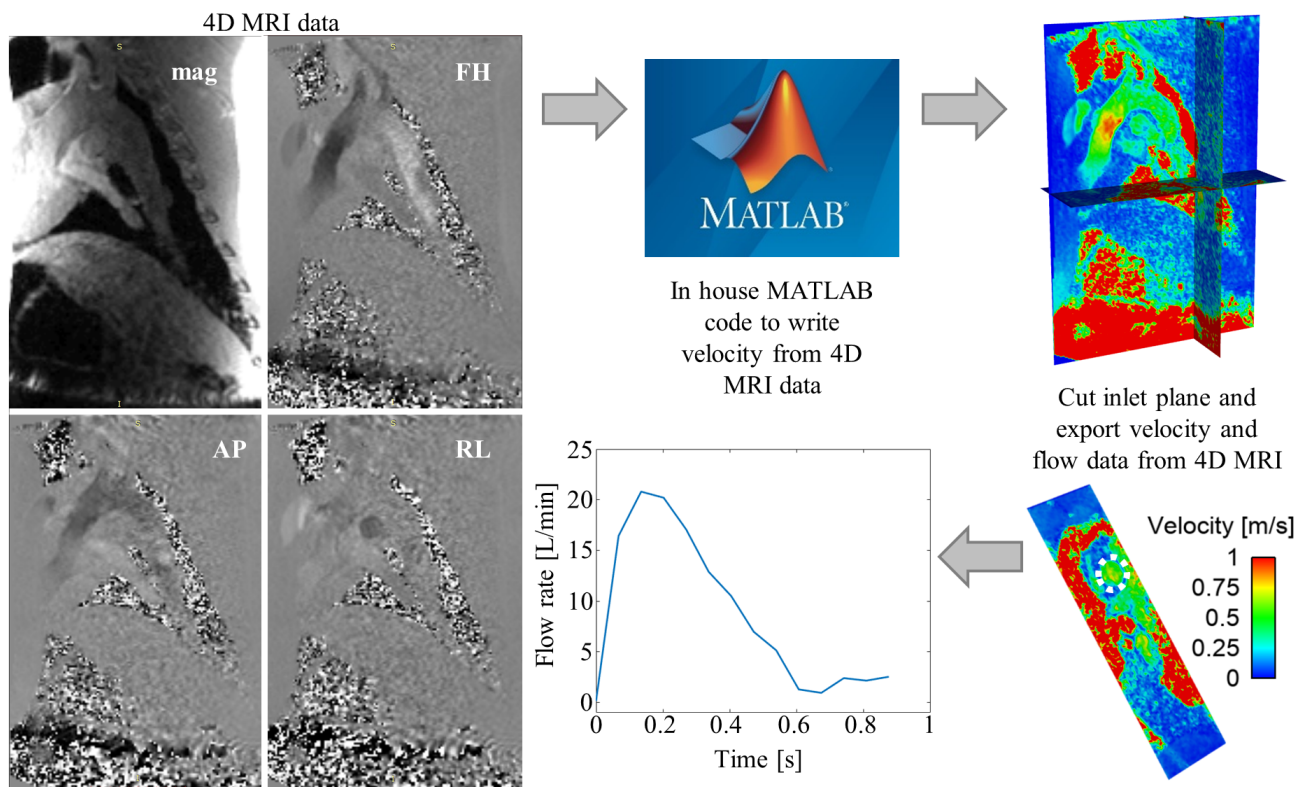 4D MRI data
S
mag
I
S
FH
S
AP
S
RL
MATLAB®
In house MATLAB
code to write
velocity from 4D
MRI data
Cut inlet plane and
export velocity and
flow data from 4D MRI
Velocity [m/s]
1
0.75
0.5
0.25
0
Flow rate [L/min]
25
20
15
10
5
0
0
0.2
0.4
0.6
0.8
1
Time [s]